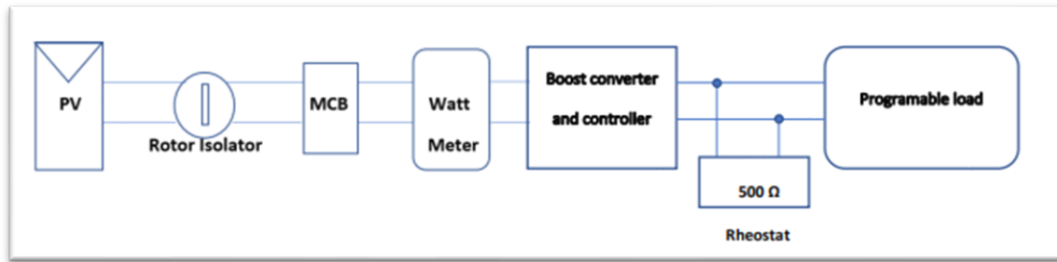 PV
Rotor Isolator
MCB
Watt
Meter
Boost converter
and controller
500 Ω
Rheostat
Programable load